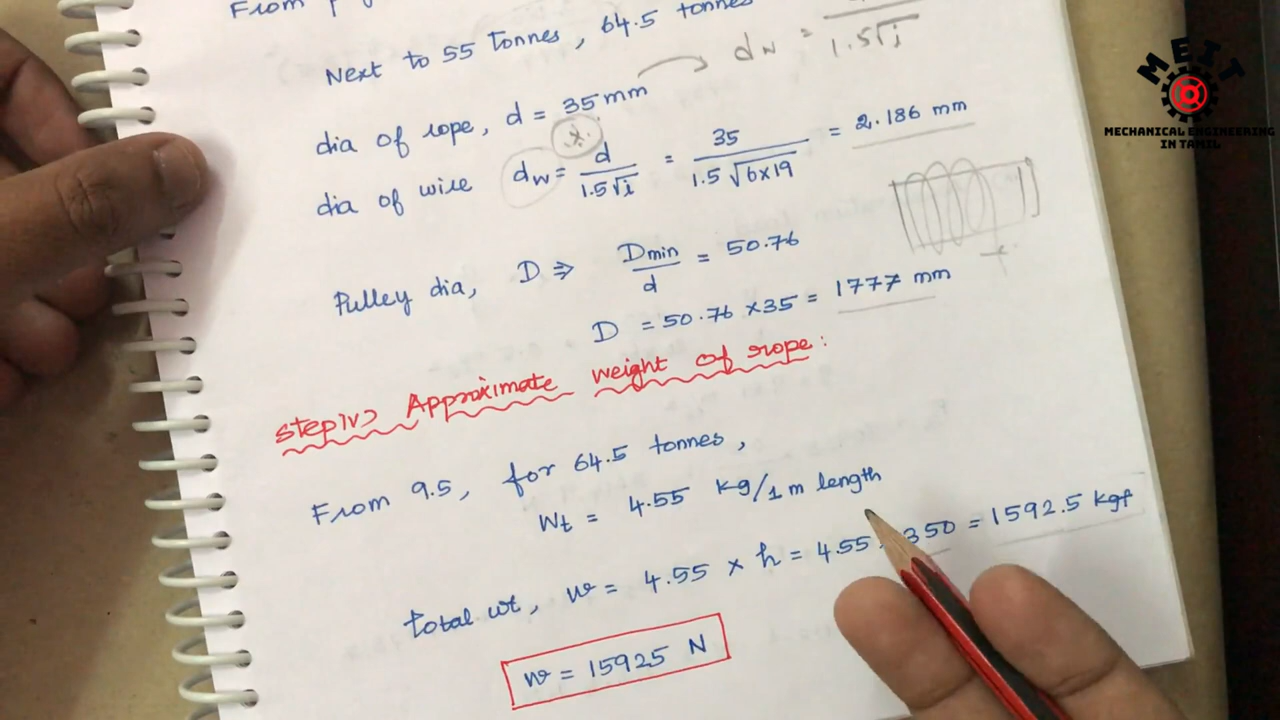 From
Next to 55 Tonnes, 64.5 tonnes
dia of rope, d = 35 mm → dw = / 1.5√i
dia of wire dw = d / 1.5√i = 35 / 1.5 √6x19 = 2.186 mm
Pulley dia, D ⇒ Dmin / d = 50.76
D = 50.76 x 35 = 1777 mm
Step iv) Approximate weight of rope:
From 9.5, for 64.5 tonnes,
Wt = 4.55 kg/1m length
Total wt, w = 4.55 x h = 4.55 350 = 1592.5 kgf
w = 15925 N
MEIT
MECHANICAL ENGINEERING
IN TAMIL